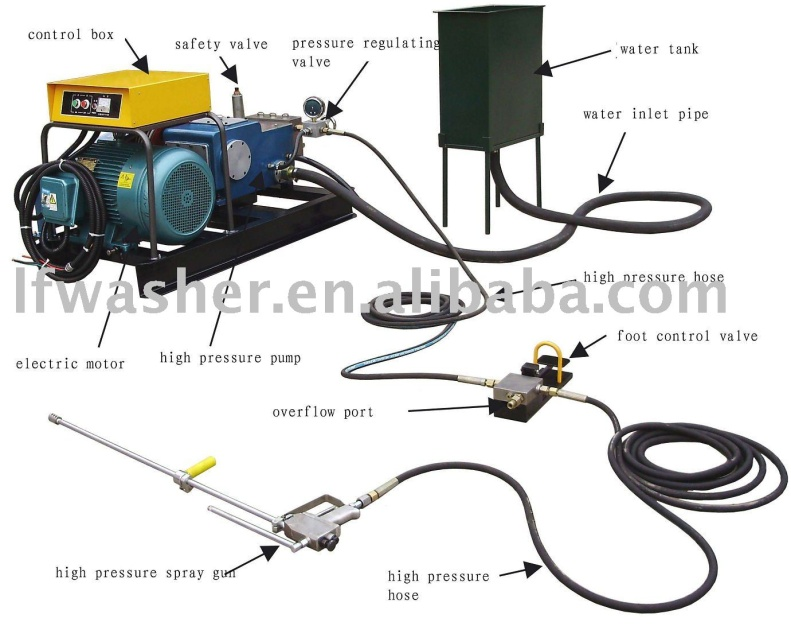 control box
safety valve
pressure regulating
valve
water tank
water inlet pipe
lfwasher.en.alibaba.com
high pressure hose
foot control valve
electric motor
high pressure pump
overflow port
high pressure spray gun
high pressure
hose